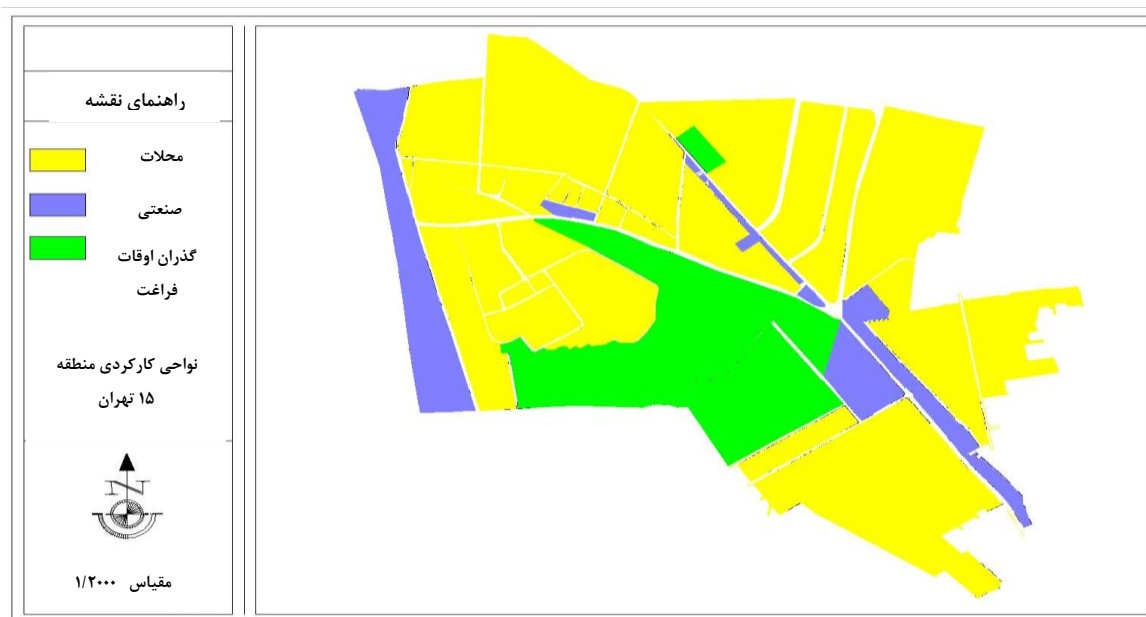 راهنمای نقشه
محلات
صنعتی
گذران اوقات
فراغت
نواحی کارکردی منطقه
۱۵ تهران
N
مقیاس ۱/۲۰۰۰